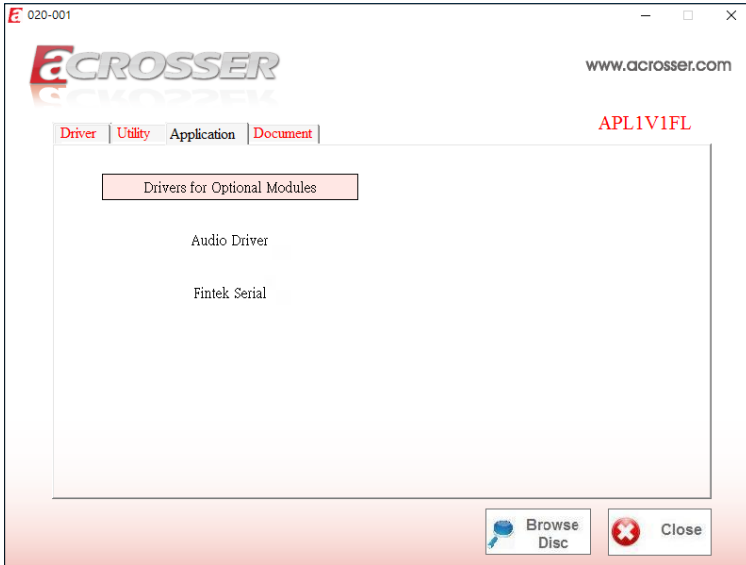 020-001
acrosser
www.acrosser.com
APL1V1FL
Driver Utility Application Document
Drivers for Optional Modules
Audio Driver
Fintek Serial
Browse
Disc
Close